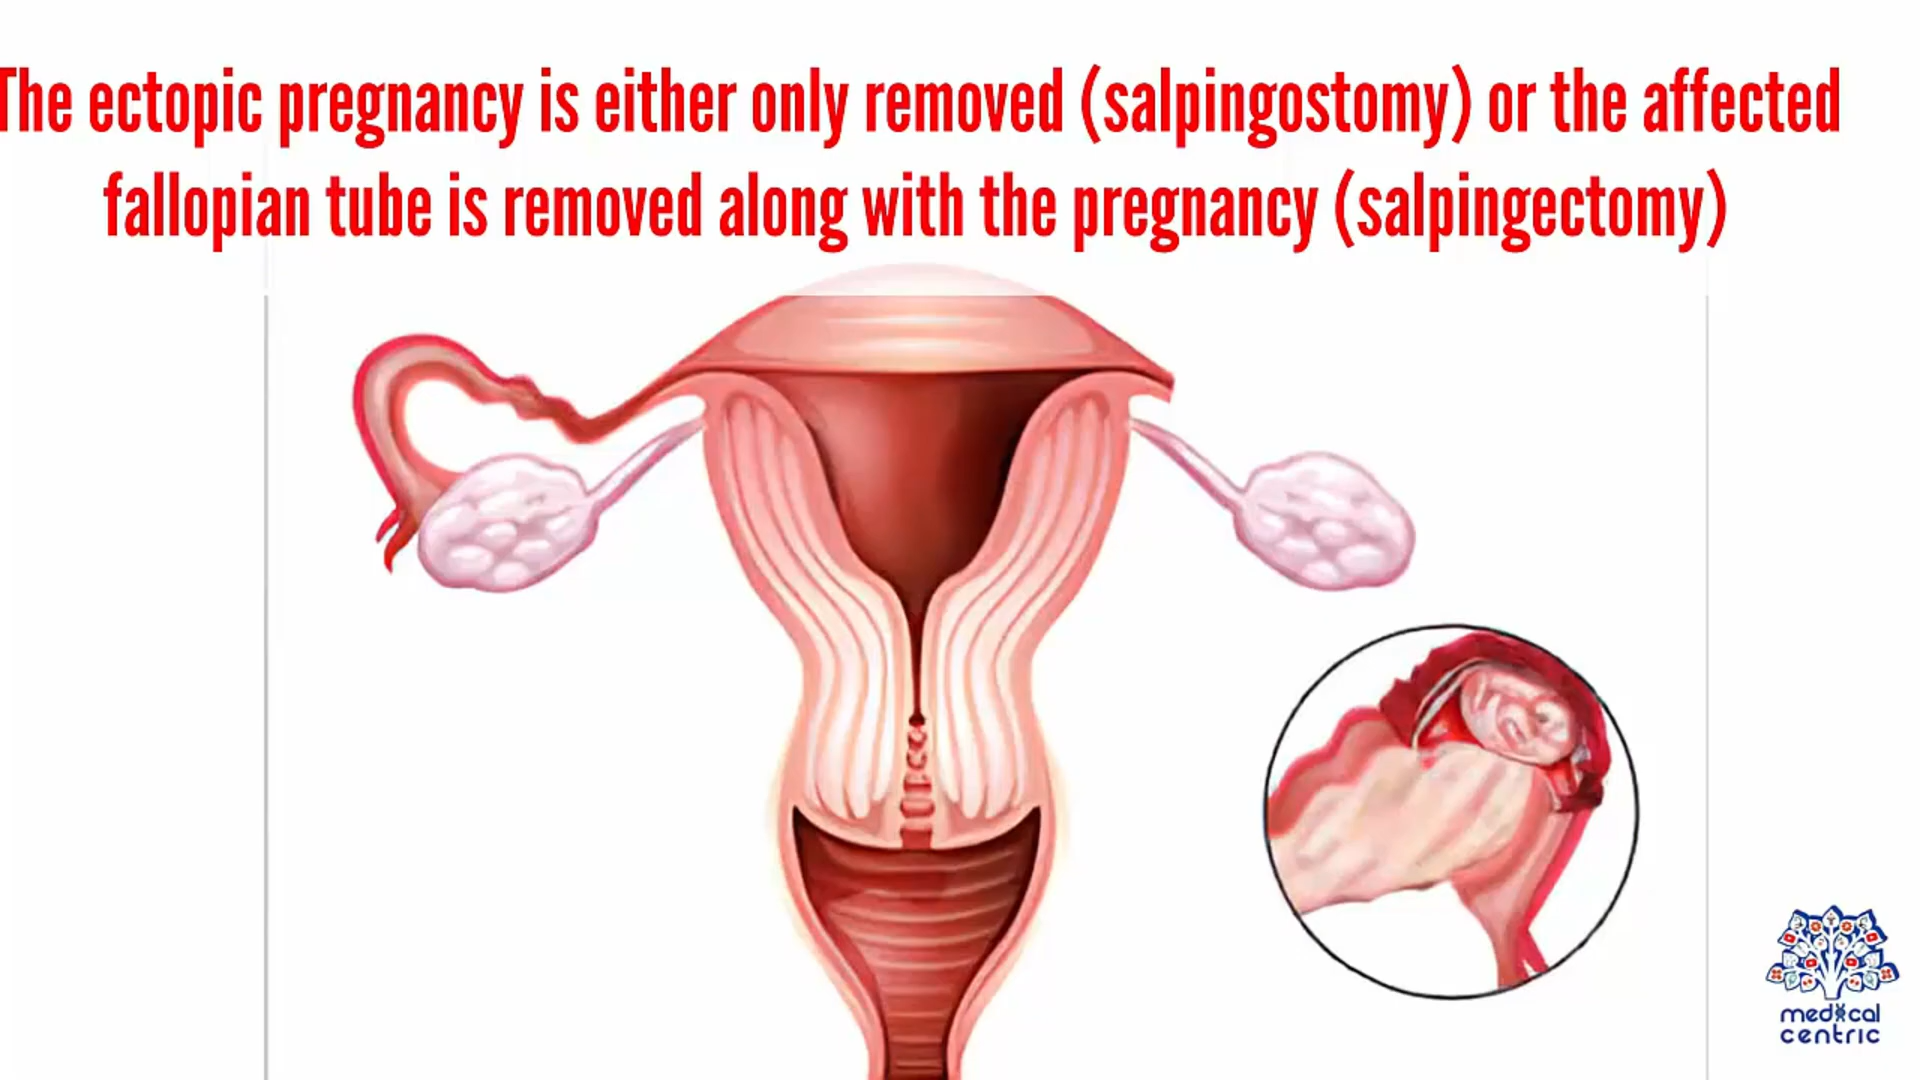 The ectopic pregnancy is either only removed (salpingostomy) or the affected
fallopian tube is removed along with the pregnancy (salpingectomy)
medical
centric